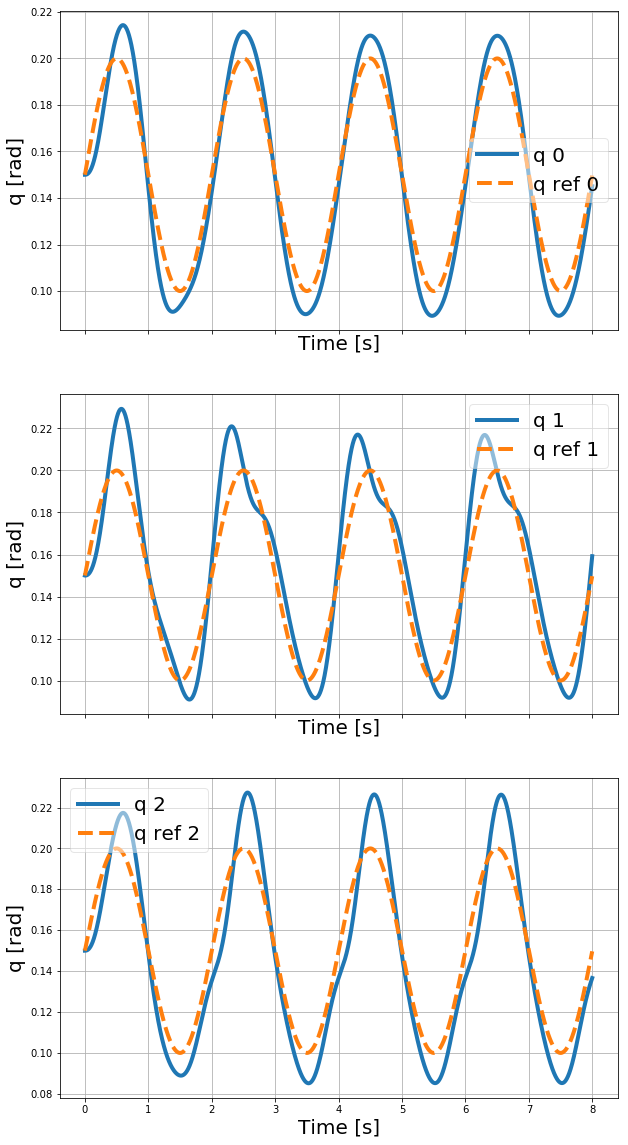 0.22
0.20
0.18
0.16
0.14
0.12
0.10
q [rad]
q 0
q ref 0
Time [s]
0.22
0.20
0.18
0.16
0.14
0.12
0.10
q [rad]
q 1
q ref 1
Time [s]
0.22
0.20
0.18
0.16
0.14
0.12
0.10
0.08
q [rad]
q 2
q ref 2
0 1 2 3 4 5 6 7 8
Time [s]